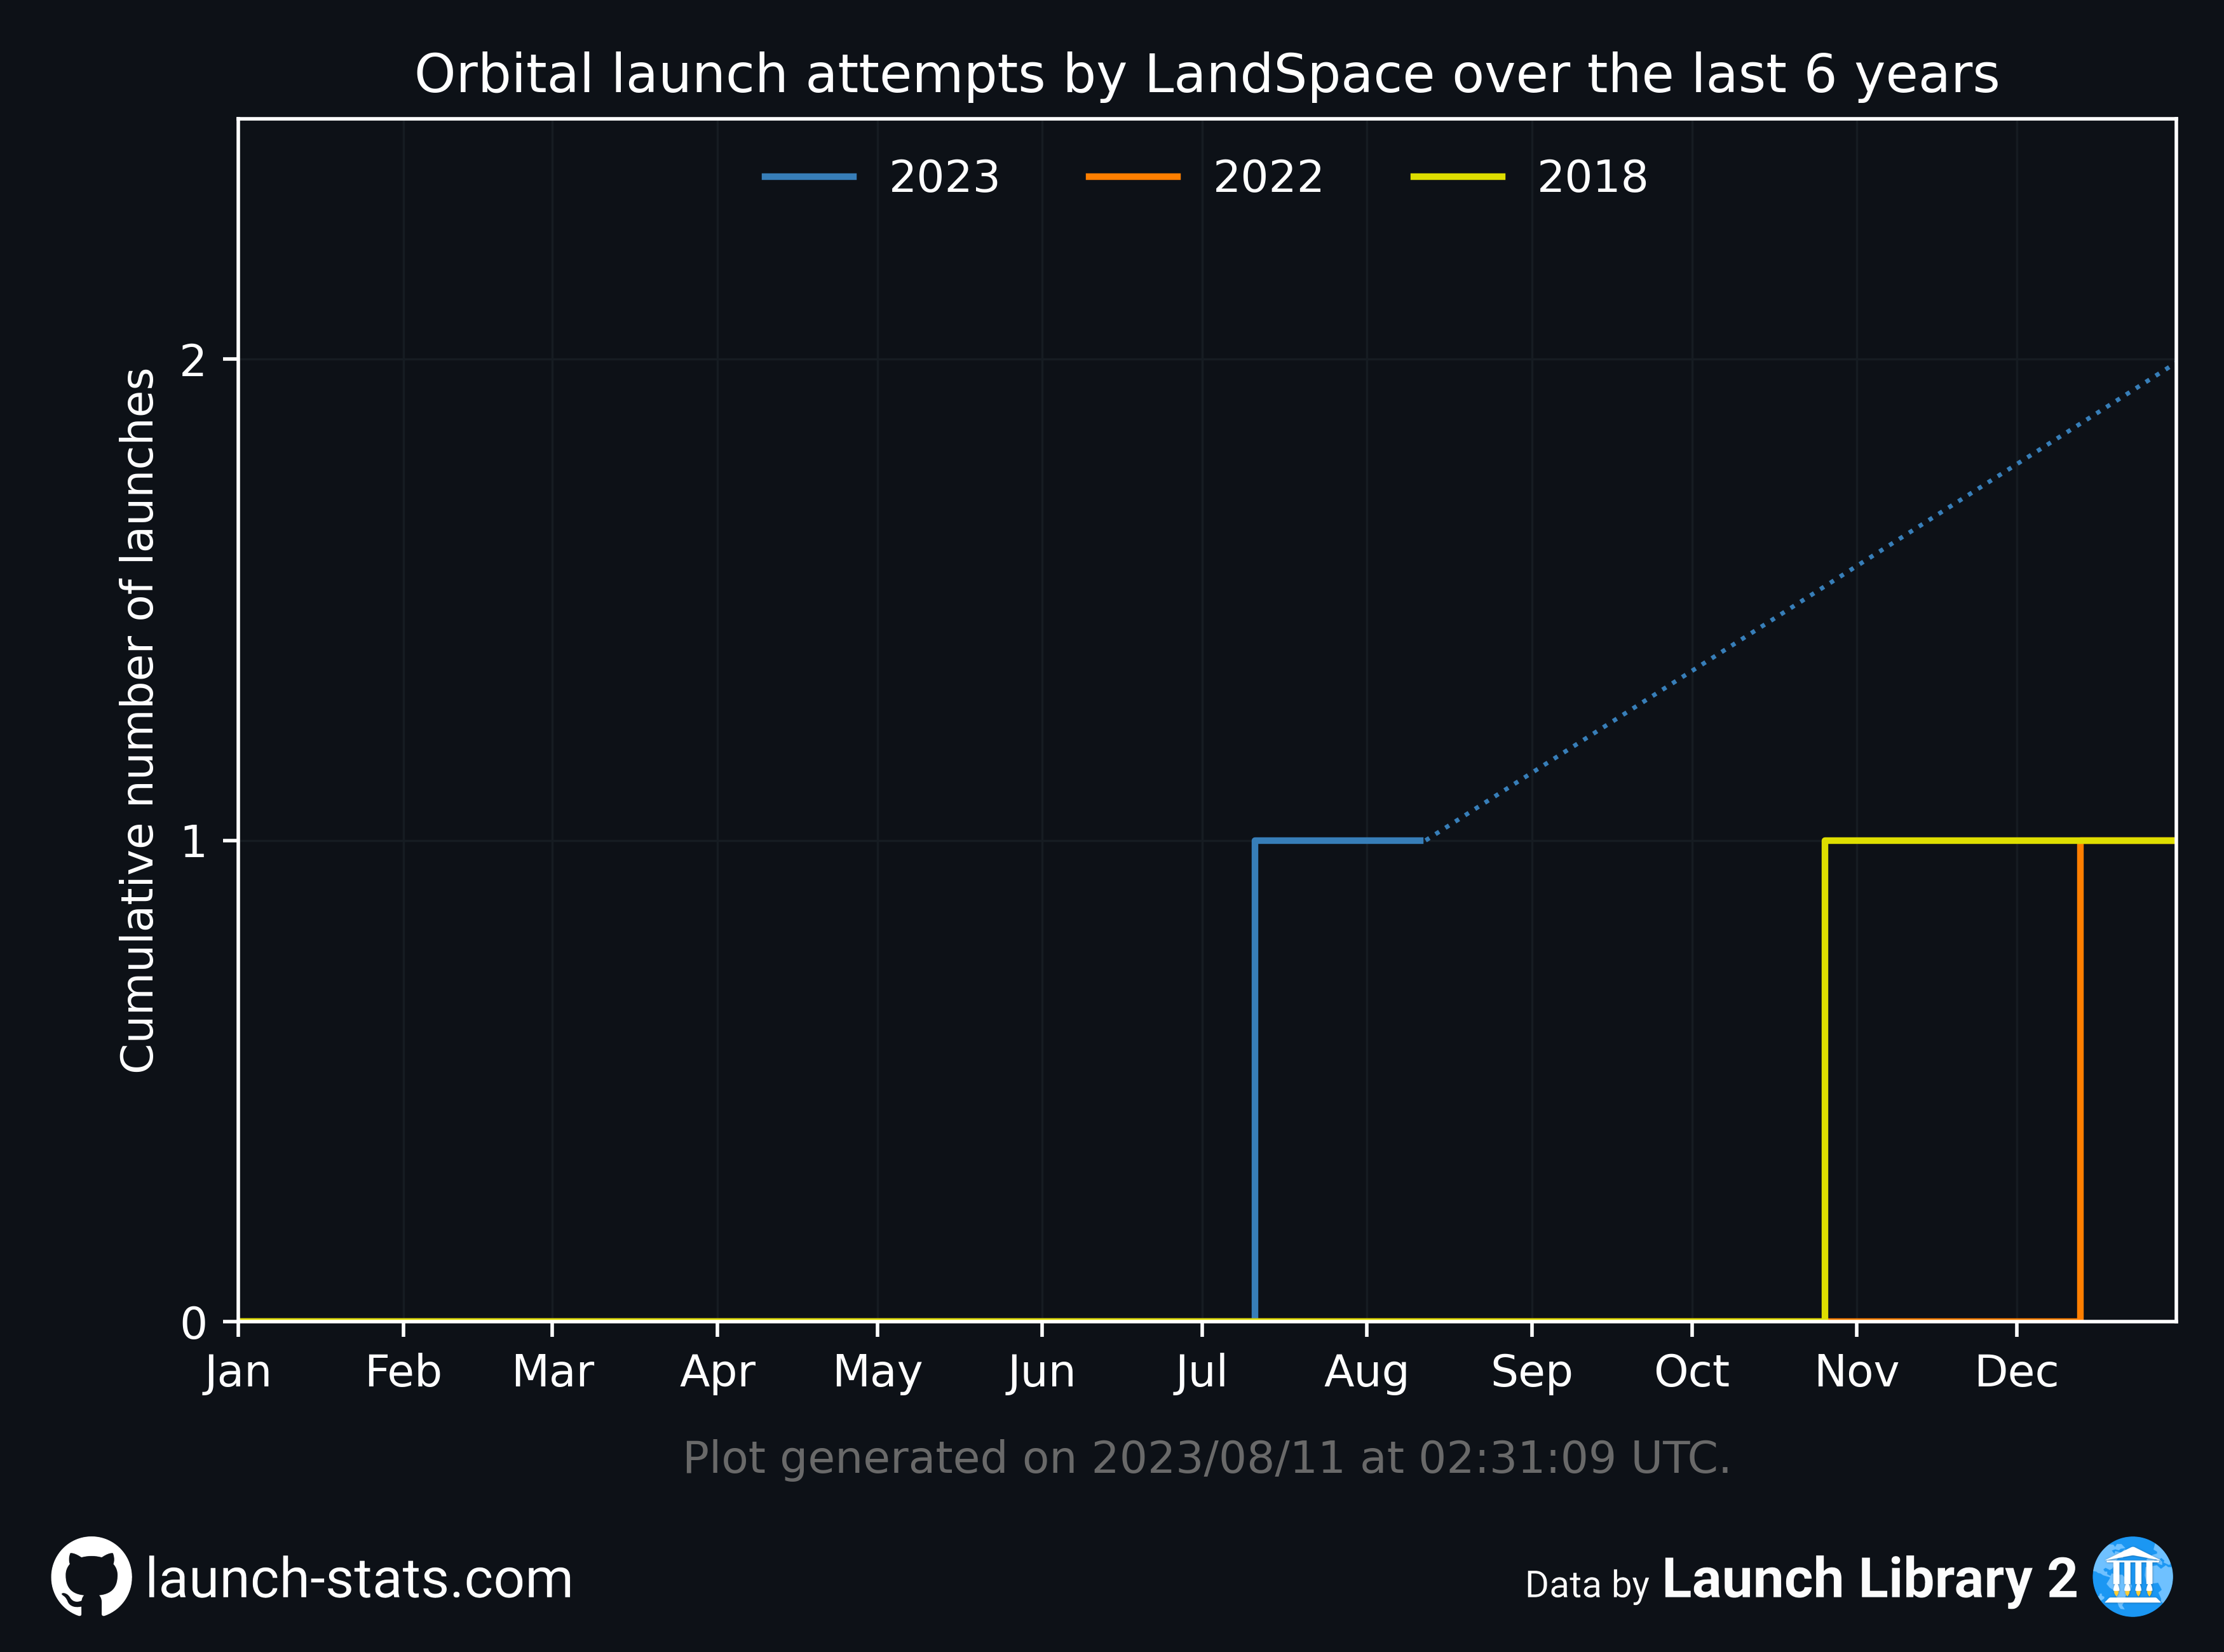 Orbital launch attempts by LandSpace over the last 6 years
2023 2022 2018
Cumulative number of launches
2
1
0
Jan Feb Mar Apr May Jun Jul Aug Sep Oct Nov Dec
Plot generated on 2023/08/11 at 02:31:09 UTC.
launch-stats.com
Data by Launch Library 2